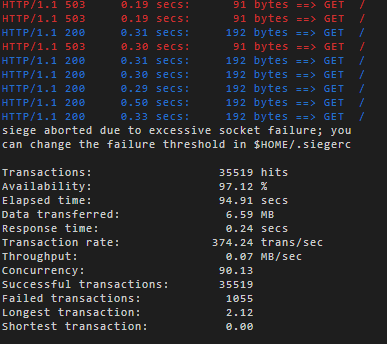 HTTP/1.1 503 0.19 secs: 91 bytes ==> GET /
HTTP/1.1 503 0.19 secs: 91 bytes ==> GET /
HTTP/1.1 200 0.31 secs: 192 bytes ==> GET /
HTTP/1.1 503 0.30 secs: 91 bytes ==> GET /
HTTP/1.1 200 0.31 secs: 192 bytes ==> GET /
HTTP/1.1 200 0.30 secs: 192 bytes ==> GET /
HTTP/1.1 200 0.29 secs: 192 bytes ==> GET /
HTTP/1.1 200 0.50 secs: 192 bytes ==> GET /
HTTP/1.1 200 0.33 secs: 192 bytes ==> GET /
siege aborted due to excessive socket failure; you
can change the failure threshold in $HOME/.siegerc
Transactions: 35519 hits
Availability: 97.12 %
Elapsed time: 94.91 secs
Data transferred: 6.59 MB
Response time: 0.24 secs
Transaction rate: 374.24 trans/sec
Throughput: 0.07 MB/sec
Concurrency: 90.13
Successful transactions: 35519
Failed transactions: 1055
Longest transaction: 2.12
Shortest transaction: 0.00